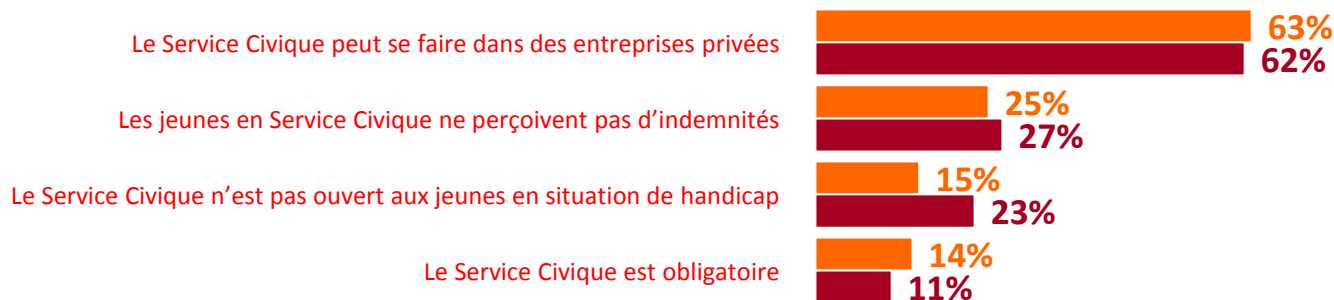 Le Service Civique peut se faire dans des entreprises privées
63%
62%
Les jeunes en Service Civique ne perçoivent pas d’indemnités
25%
27%
Le Service Civique n’est pas ouvert aux jeunes en situation de handicap
15%
23%
Le Service Civique est obligatoire
14%
11%